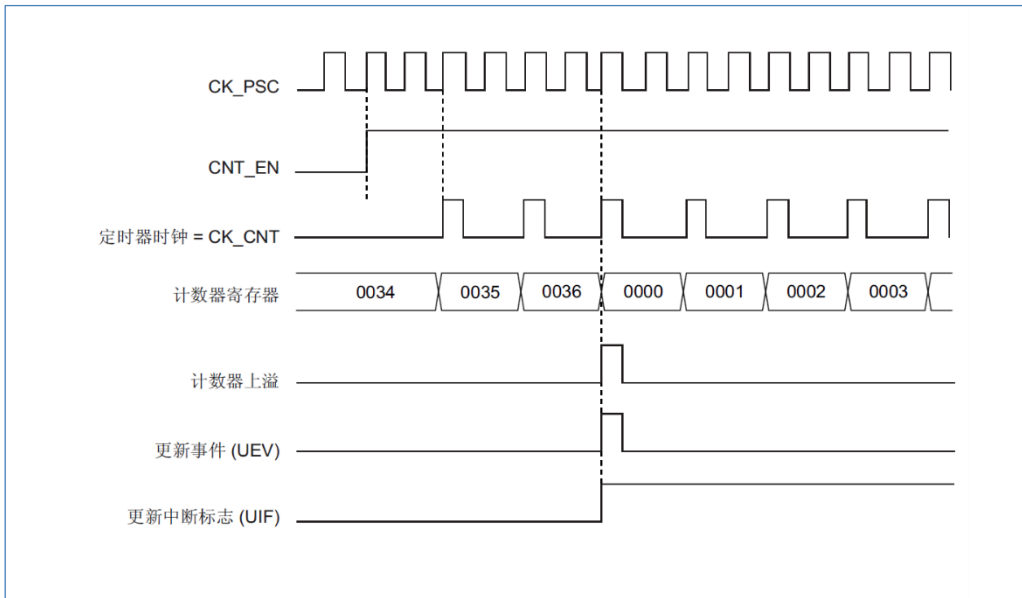 CK_PSC
CNT_EN
定时器时钟 = CK_CNT
计数器寄存器 0034 0035 0036 0000 0001 0002 0003
计数器上溢
更新事件 (UEV)
更新中断标志 (UIF)